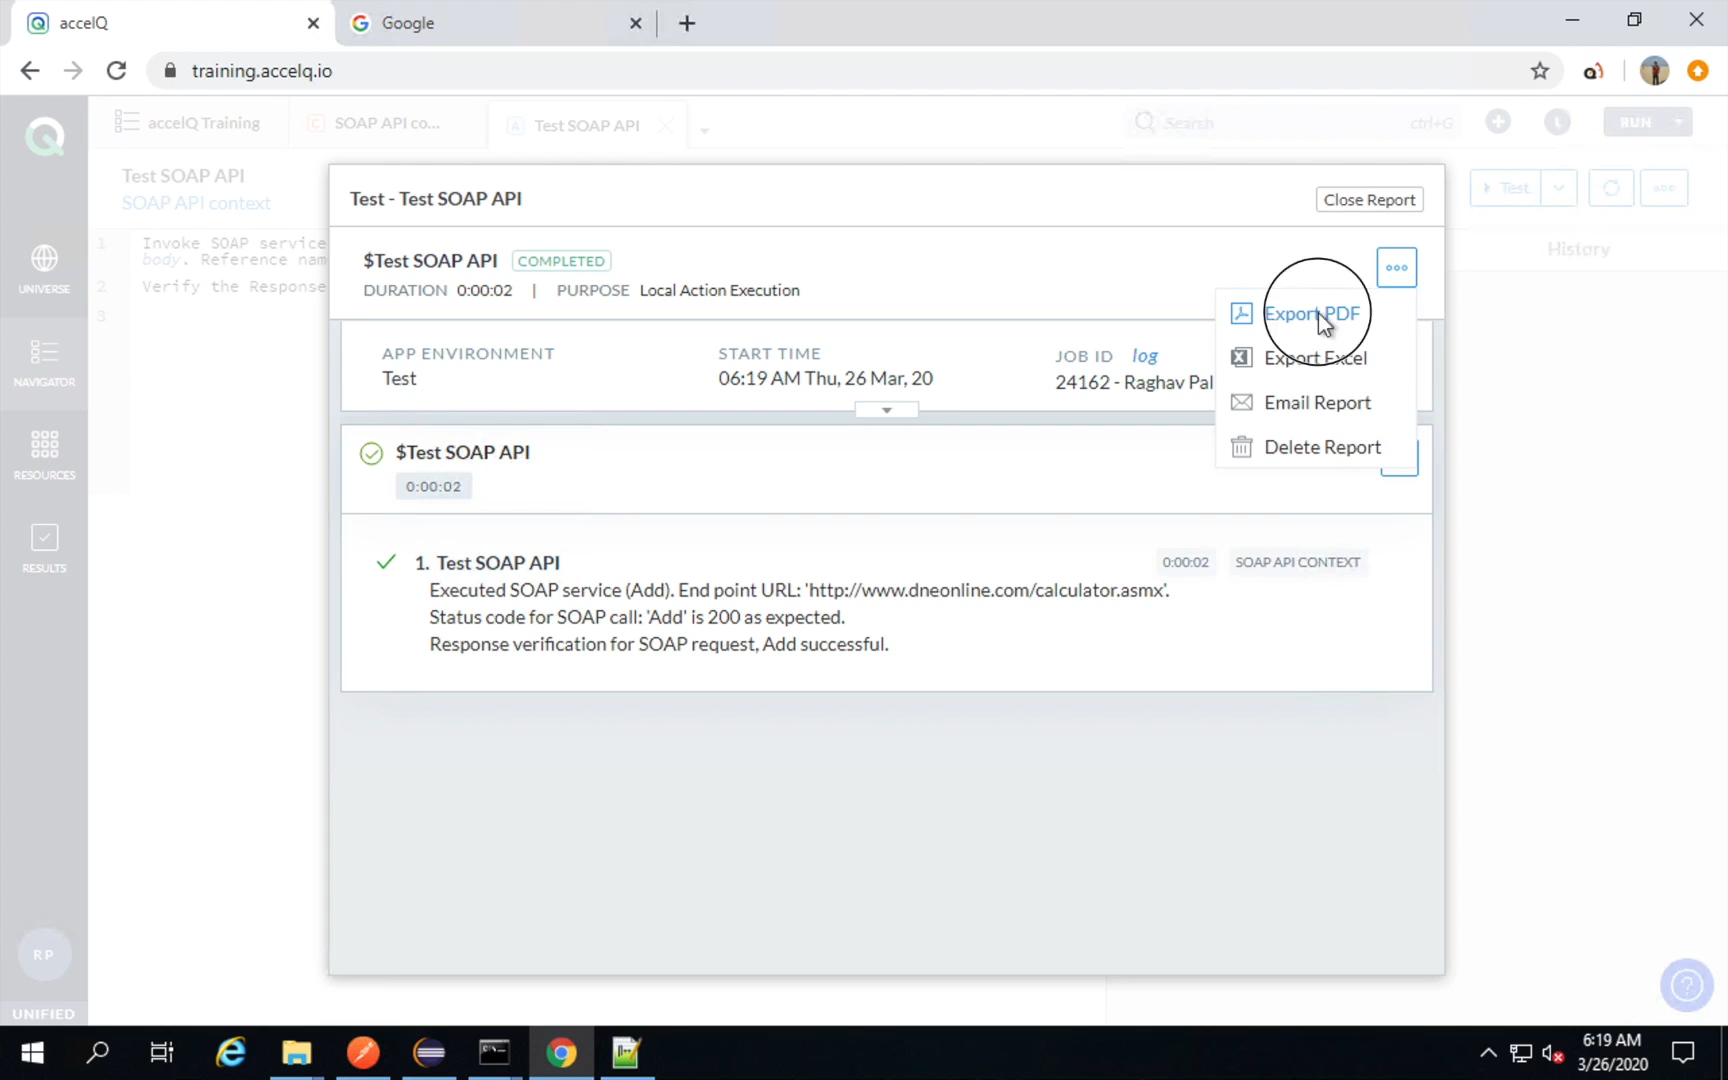 accelQ
Google
training.accelq.io
accelQ Training
SOAP API co...
Test SOAP API
Search
ctrl+G
RUN
Test SOAP API
SOAP API context
Test
History
UNIVERSE
NAVIGATOR
RESOURCES
RESULTS
RP
UNIFIED
1 Invoke SOAP service
body. Reference nam
2 Verify the Response
3
Test - Test SOAP API
Close Report
$Test SOAP API COMPLETED
DURATION 0:00:02 | PURPOSE Local Action Execution
Export PDF
Export Excel
Email Report
Delete Report
APP ENVIRONMENT
Test
START TIME
06:19 AM Thu, 26 Mar, 20
JOB ID log
24162 - Raghav Pal
$Test SOAP API
0:00:02
1. Test SOAP API
0:00:02 SOAP API CONTEXT
Executed SOAP service (Add). End point URL: 'http://www.dneonline.com/calculator.asmx'.
Status code for SOAP call: 'Add' is 200 as expected.
Response verification for SOAP request, Add successful.
6:19 AM
3/26/2020